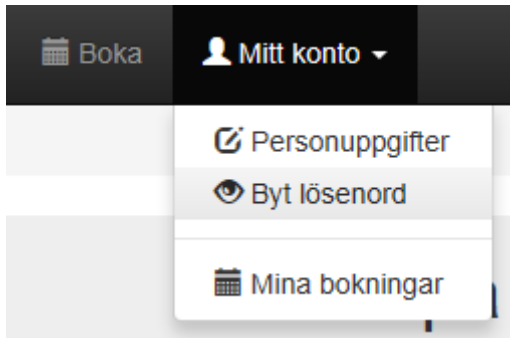 Boka
Mitt konto
Personuppgifter
Byt lösenord
Mina bokningar